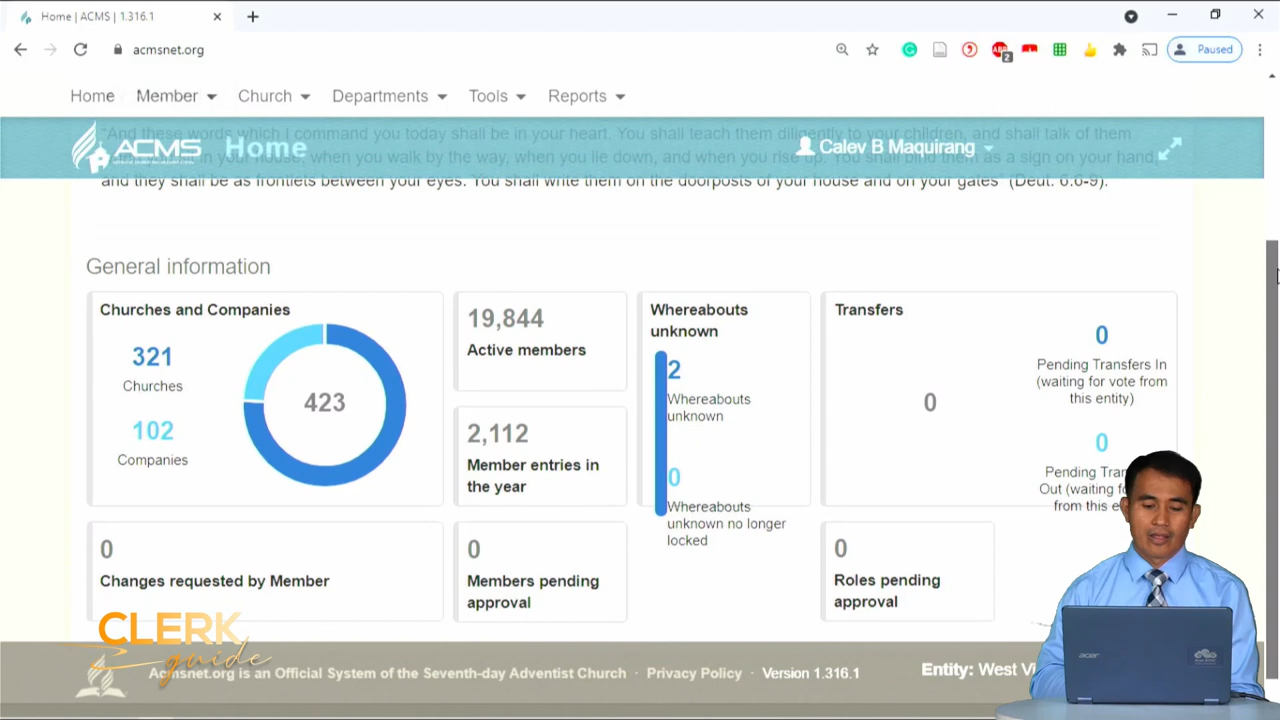 Home | ACMS | 1.316.1
acmsnet.org
Paused
Home Member Church Departments Tools Reports
"And these words which I command you today shall be in your heart. You shall teach them diligently to your children, and shall talk of them
in your house, when you walk by the way, when you lie down, and when you rise up. You shall bind them as a sign on your hand,
and they shall be as frontlets between your eyes. You shall write them on the doorposts of your house and on your gates" (Deut. 6:6-9).
ACMS Home Calev B Maquirang
General information
Churches and Companies
321
Churches
102
Companies
423
19,844
Active members
2,112
Member entries in
the year
Whereabouts
unknown
2
Whereabouts
unknown
0
Whereabouts
unknown no longer
locked
Transfers
0
0
Pending Transfers In
(waiting for vote from
this entity)
0
Pending Tran
Out (waiting fo
from this e
0
Changes requested by Member
0
Members pending
approval
0
Roles pending
approval
CLERK
guide
Acmsnet.org is an Official System of the Seventh-day Adventist Church · Privacy Policy · Version 1.316.1
Entity: West Vi
acer